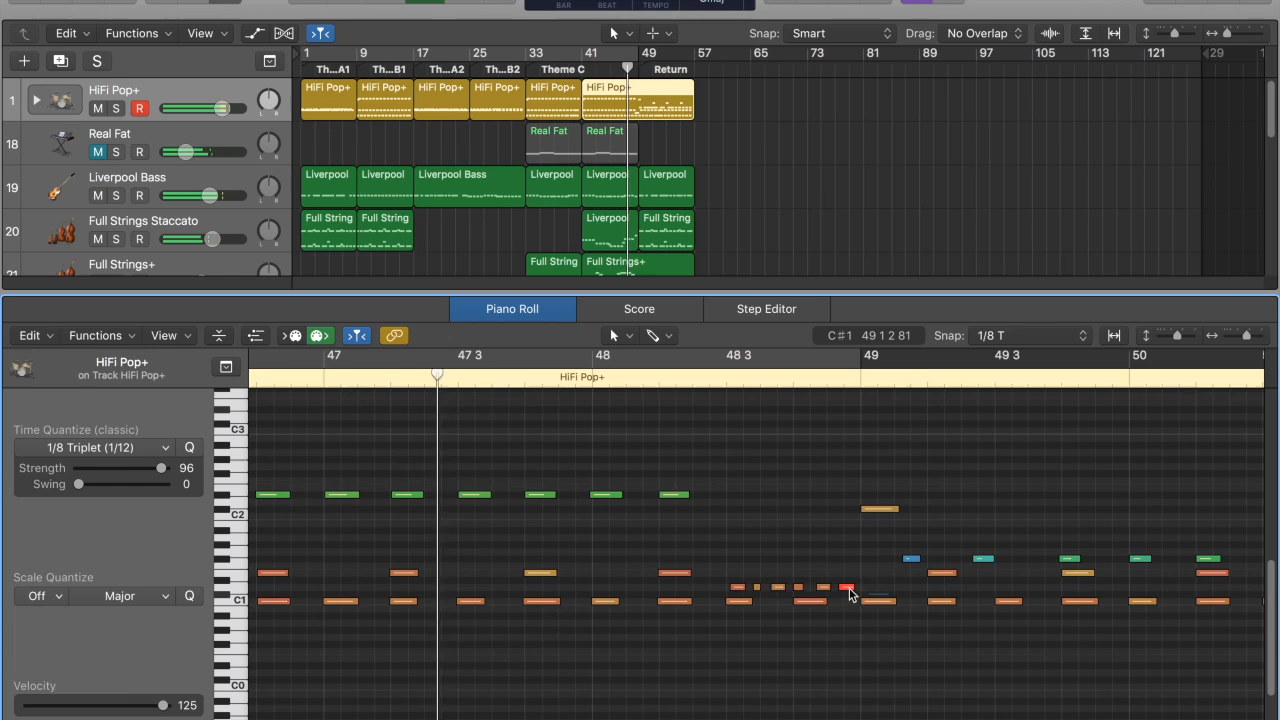 BAR BEAT TEMPO Cmaj
Edit Functions View Snap: Smart Drag: No Overlap
1 9 17 25 33 41 49 57 65 73 81 89 97 105 113 121 129
S Th...A1 Th...B1 Th...A2 Th...B2 Theme C Return
1 HiFi Pop+ HiFi Pop+ HiFi Pop+ HiFi Pop+ HiFi Pop+ HiFi Pop+ HiFi Pop+
M S R L R
18 Real Fat Real Fat Real Fat
M S R L R
19 Liverpool Bass Liverpool Liverpool Liverpool Bass Liverpool Liverpool Liverpool
M S R L R
20 Full Strings Staccato Full String Full String Liverpool Full String
M S R L R
21 Full Strings+ Full String Full Strings+
Piano Roll Score Step Editor
Edit Functions View C#1 49 1 2 81 Snap: 1/8 T
47 47 3 48 48 3 49 49 3 50
HiFi Pop+
on Track HiFi Pop+
HiFi Pop+
C3
Time Quantize (classic)
1/8 Triplet (1/12) Q
Strength 96
Swing 0
C2
Scale Quantize
Off Major Q
C1
Velocity
C0
125